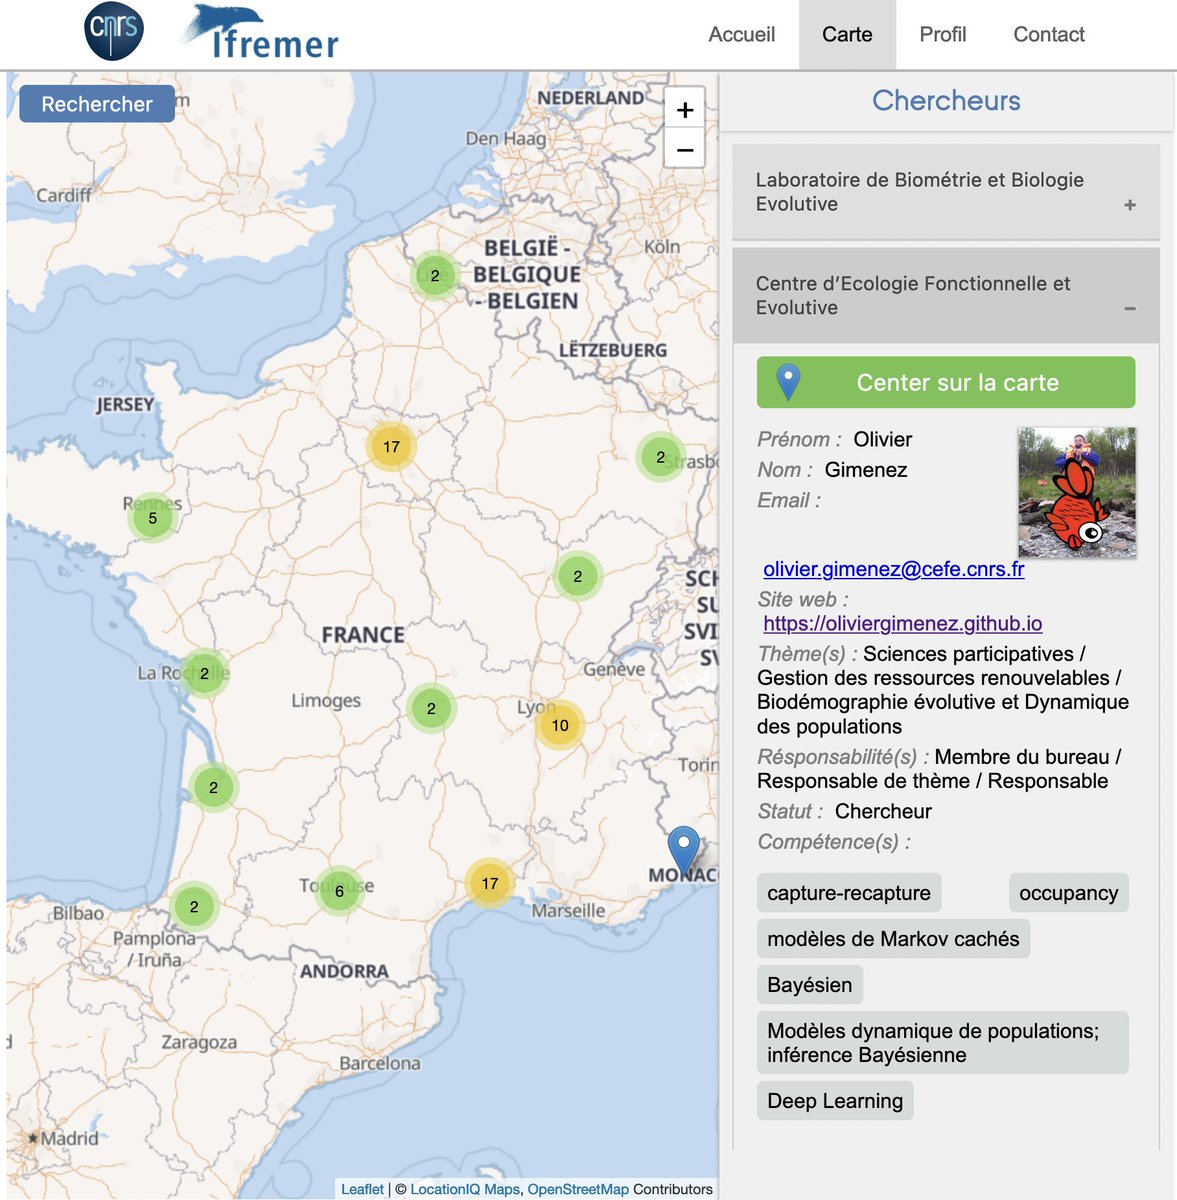 cnrs
Ifremer
Accueil
Carte
Profil
Contact
Rechercher
+
−
NEDERLAND
Den Haag
Cardiff
BELGIË -
BELGIQUE
- BELGIEN
Köln
2
LËTZEBUERG
JERSEY
17
2
Strasbo
Rennes
5
2
SCH
SU
SVI
SV
FRANCE
La Rochelle
2
Genève
Limoges
2
Lyon
10
Torin
2
MONACO
Toulouse
6
17
2
Marseille
Bilbao
Pamplona
/ Iruña
ANDORRA
Zaragoza
Barcelona
Madrid
Leaflet | © LocationIQ Maps, OpenStreetMap Contributors
Chercheurs
Laboratoire de Biométrie et Biologie
Evolutive
+
Centre d'Ecologie Fonctionnelle et
Evolutive
−
Center sur la carte
Prénom : Olivier
Nom : Gimenez
Email :
olivier.gimenez@cefe.cnrs.fr
Site web :
https://oliviergimenez.github.io
Thème(s) : Sciences participatives /
Gestion des ressources renouvelables /
Biodémographie évolutive et Dynamique
des populations
Résponsabilité(s) : Membre du bureau /
Responsable de thème / Responsable
Statut : Chercheur
Compétence(s) :
capture-recapture
occupancy
modèles de Markov cachés
Bayésien
Modèles dynamique de populations;
inférence Bayésienne
Deep Learning